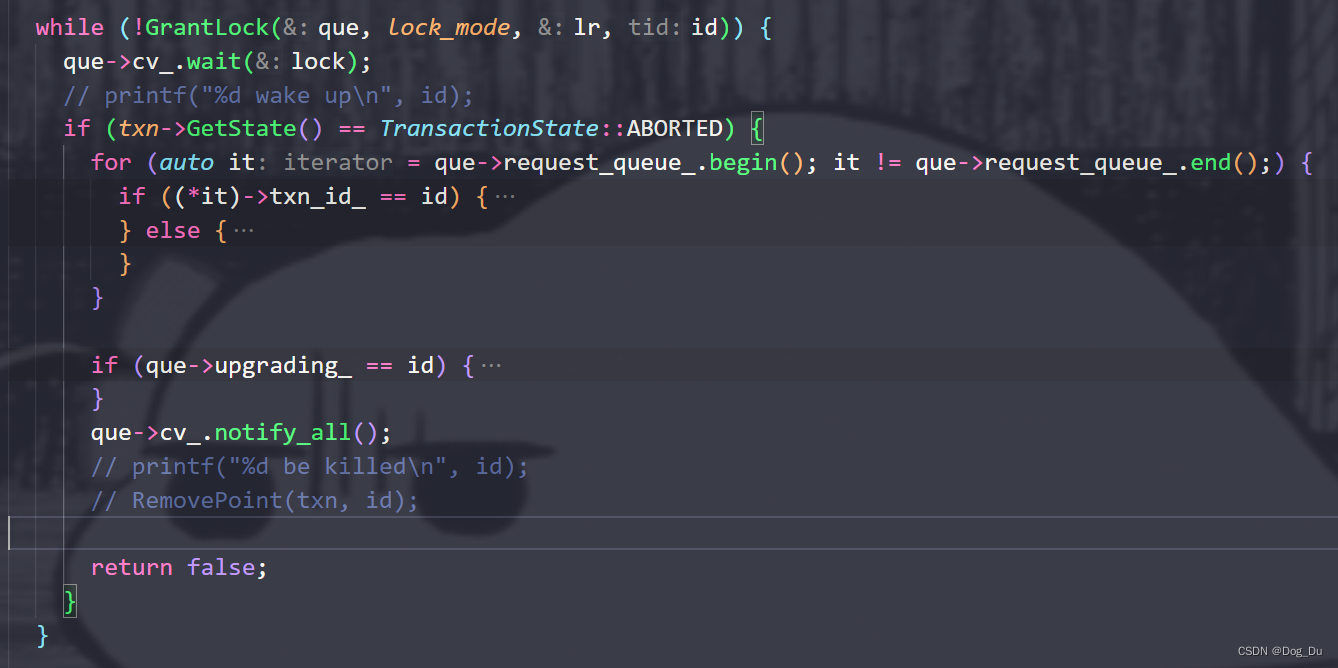 while (!GrantLock(&: que, lock_mode, &: lr, tid: id)) {
  que->cv_.wait(&: lock);
  // printf("%d wake up\n", id);
  if (txn->GetState() == TransactionState::ABORTED) {
    for (auto it: iterator = que->request_queue_.begin(); it != que->request_queue_.end();) {
      if ((*it)->txn_id_ == id) {···
      } else {···
      }
    }
    if (que->upgrading_ == id) {···
    }
    que->cv_.notify_all();
    // printf("%d be killed\n", id);
    // RemovePoint(txn, id);
    return false;
  }
}
CSDN @Dog_Du